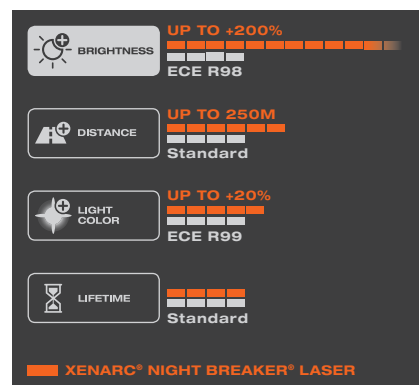 UP TO +200%
BRIGHTNESS
ECE R98
UP TO 250M
DISTANCE
Standard
UP TO +20%
LIGHT
COLOR
ECE R99
LIFETIME
Standard
XENARC® NIGHT BREAKER® LASER